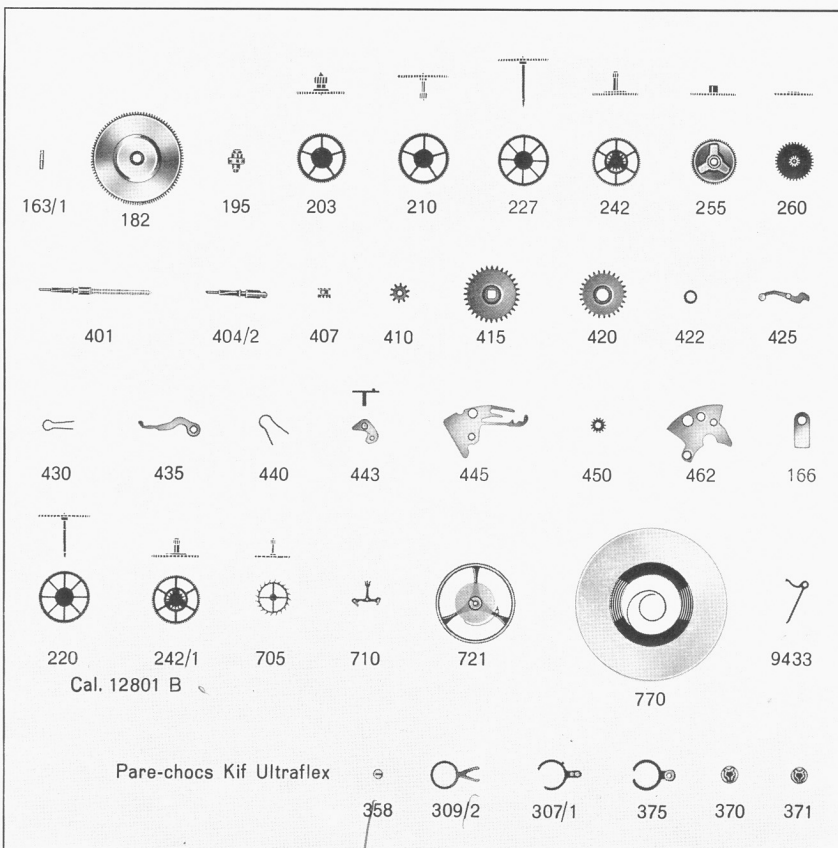 163/1 182 195 203 210 227 242 255 260
401 404/2 407 410 415 420 422 425
430 435 440 443 445 450 462 166
220 242/1 705 710 721 770 9433
Cal. 12801 B
Pare-chocs Kif Ultraflex
358 309/2 307/1 375 370 371